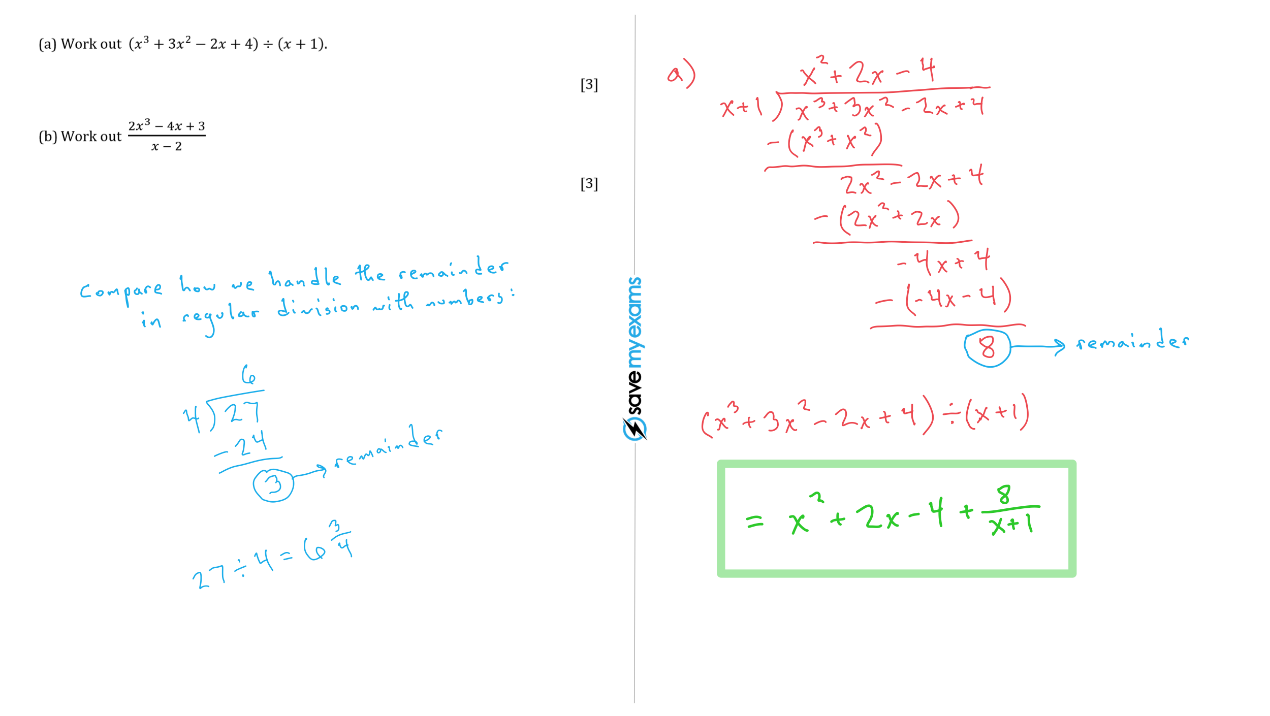 (a) Work out (x³ + 3x² − 2x + 4) ÷ (x + 1).
[3]
(b) Work out (2x³ − 4x + 3)/(x − 2)
[3]
Compare how we handle the remainder
in regular division with numbers:
6
4)27
−24
3 → remainder
27 ÷ 4 = 6 3/4
savemyexams
a)
x² + 2x − 4
x+1)x³+3x²−2x+4
−(x³+x²)
2x²−2x+4
−(2x²+2x)
−4x+4
−(−4x−4)
8 → remainder
(x³+3x²−2x+4)÷(x+1)
= x² + 2x − 4 + 8/(x+1)